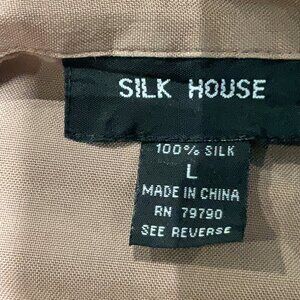 SILK HOUSE
100% SILK
L
MADE IN CHINA
RN 79790
SEE REVERSE